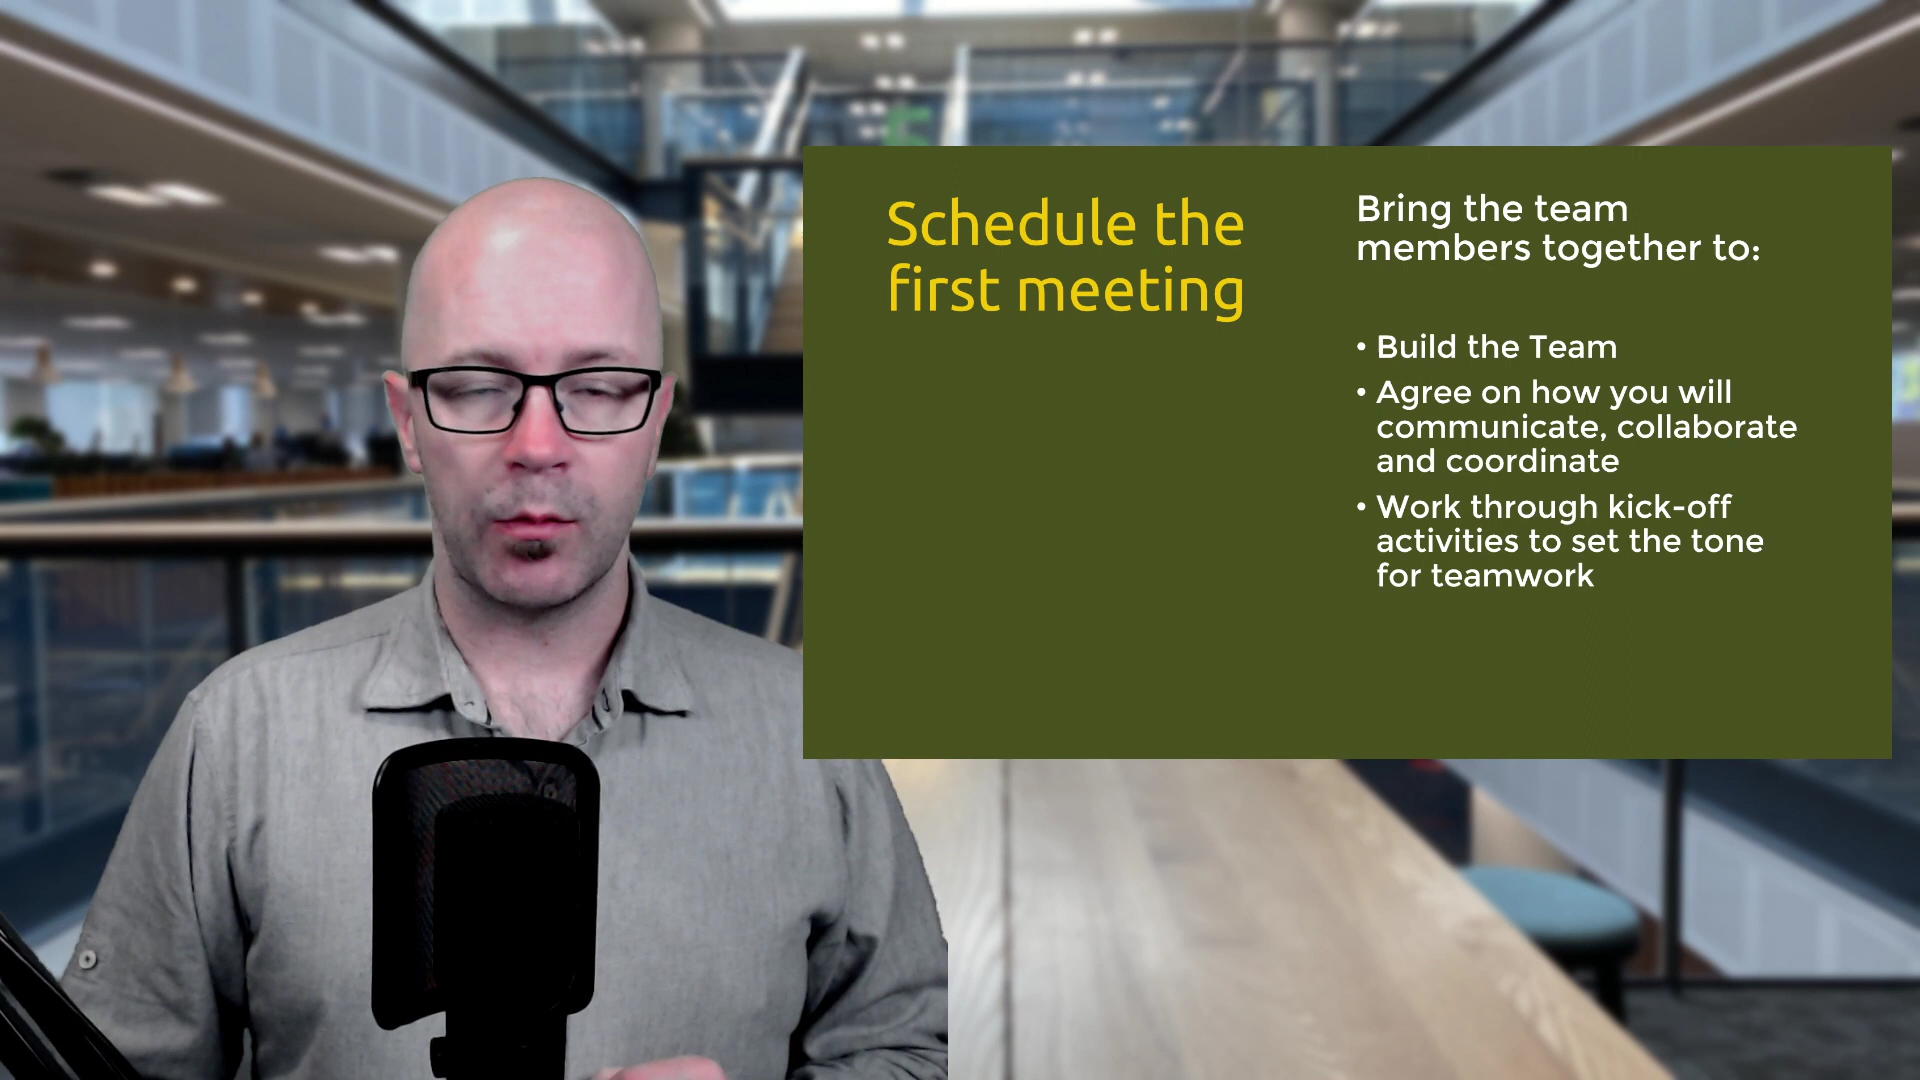 Schedule the
first meeting
Bring the team
members together to:
• Build the Team
• Agree on how you will
communicate, collaborate
and coordinate
• Work through kick-off
activities to set the tone
for teamwork